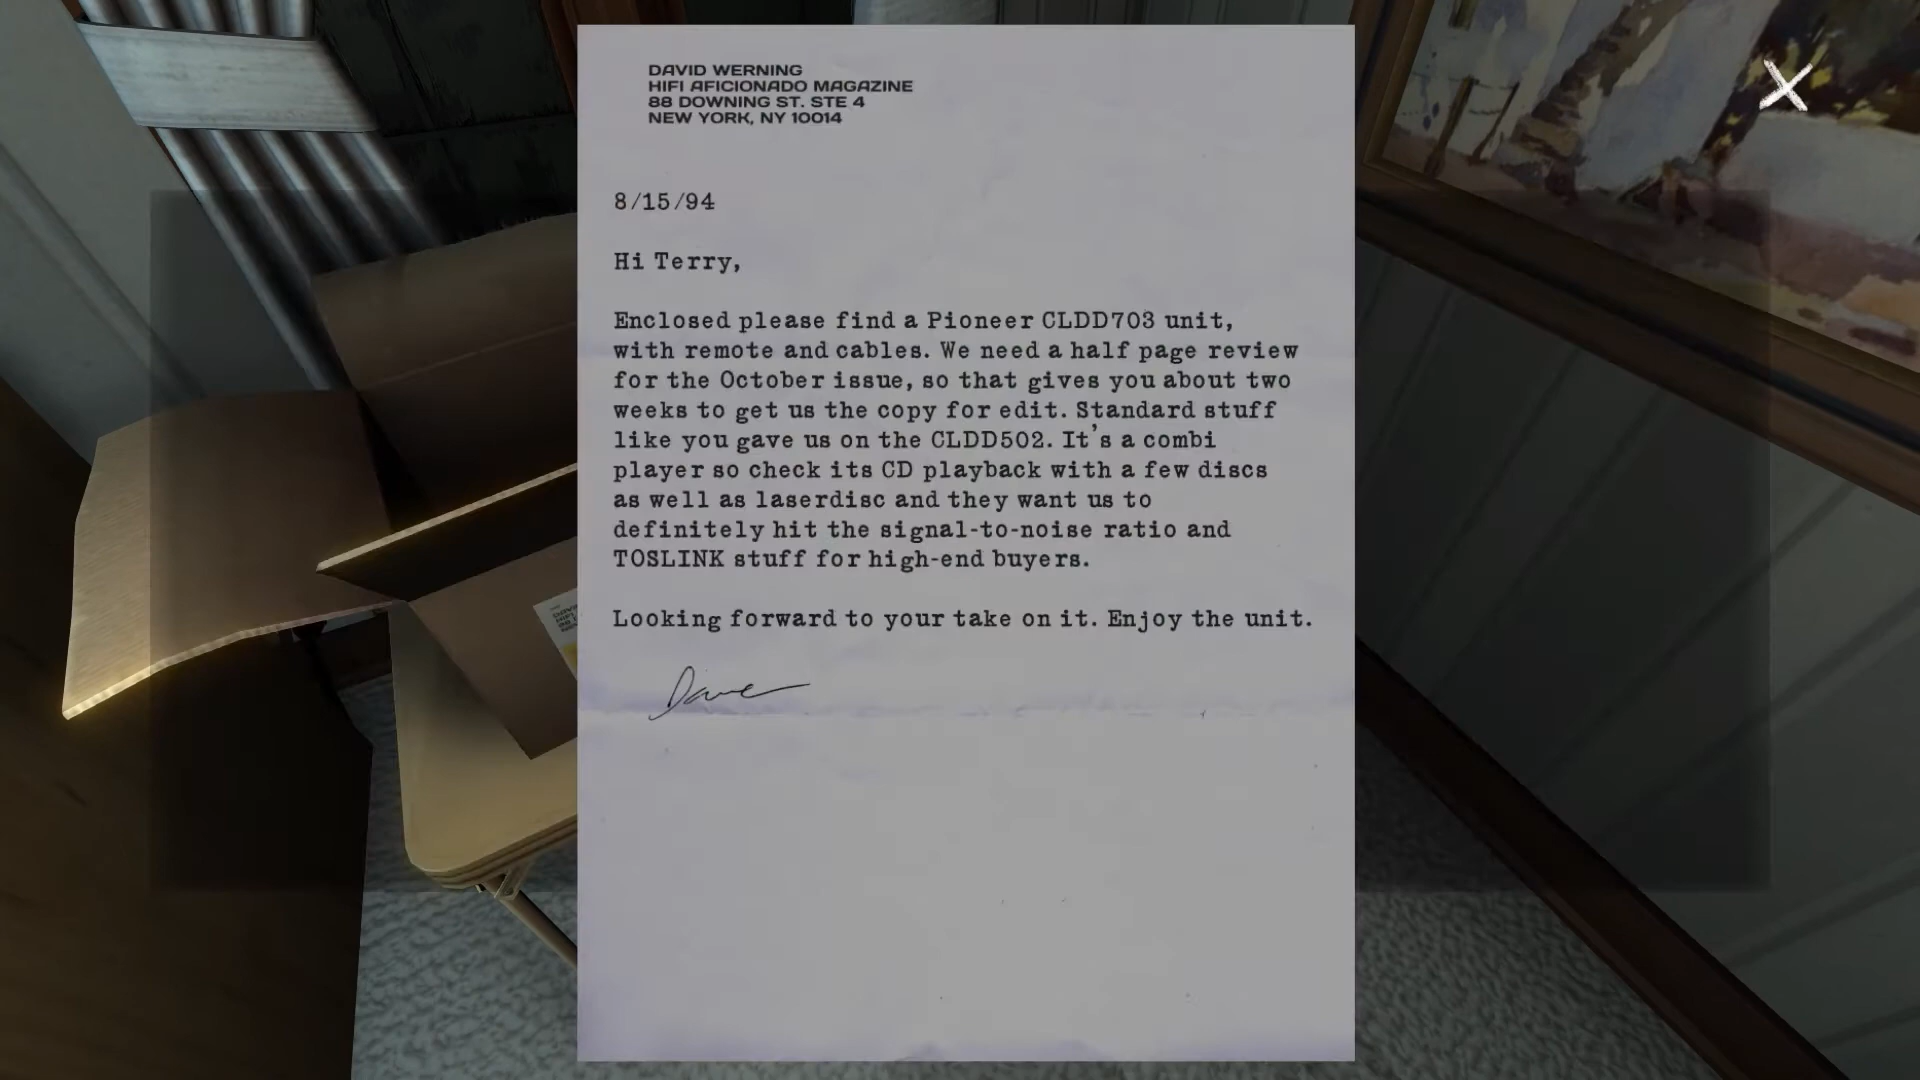 DAVID WERNING
HIFI AFICIONADO MAGAZINE
88 DOWNING ST. STE 4
NEW YORK, NY 10014
8/15/94
Hi Terry,
Enclosed please find a Pioneer CLDD703 unit,
with remote and cables. We need a half page review
for the October issue, so that gives you about two
weeks to get us the copy for edit. Standard stuff
like you gave us on the CLDD502. It's a combi
player so check its CD playback with a few discs
as well as laserdisc and they want us to
definitely hit the signal-to-noise ratio and
TOSLINK stuff for high-end buyers.
Looking forward to your take on it. Enjoy the unit.
Dave